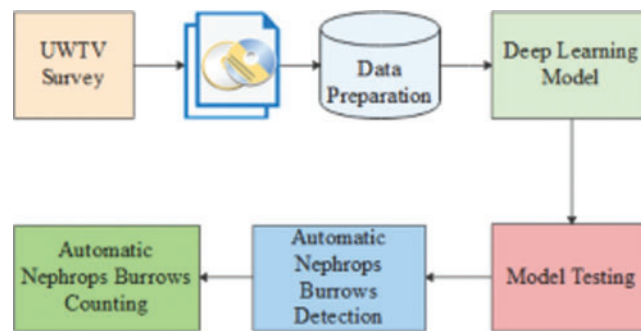 UWTV
Survey
Data
Preparation
Deep Learning
Model
Model Testing
Automatic
Nephrops
Burrows
Detection
Automatic
Nephrops Burrows
Counting